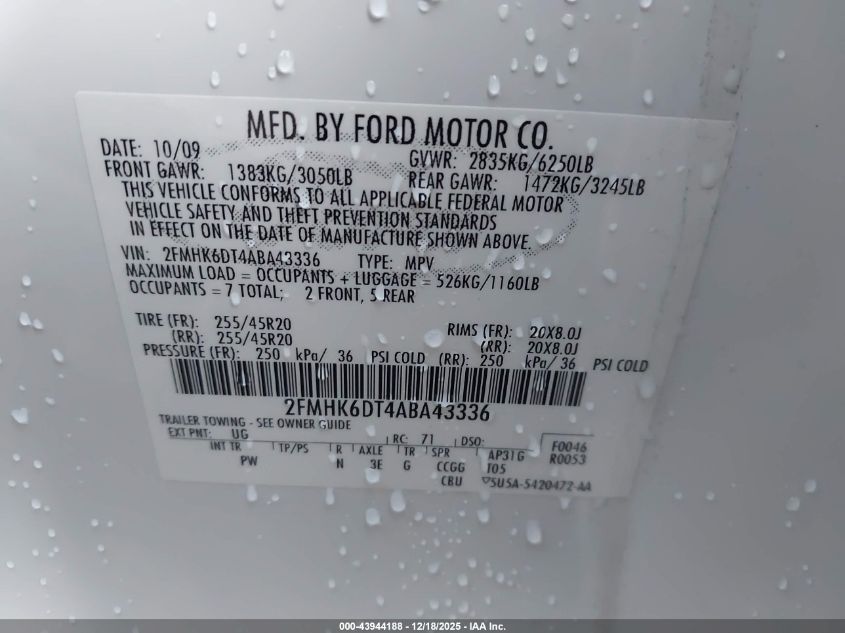 MFD. BY FORD MOTOR CO.
DATE: 10/09 GVWR: 2835KG/6250LB
FRONT GAWR: 1383KG/3050LB REAR GAWR: 1472KG/3245LB
THIS VEHICLE CONFORMS TO ALL APPLICABLE FEDERAL MOTOR
VEHICLE SAFETY AND THEFT PREVENTION STANDARDS
IN EFFECT ON THE DATE OF MANUFACTURE SHOWN ABOVE.
VIN: 2FMHK6DT4ABA43336 TYPE: MPV
MAXIMUM LOAD = OCCUPANTS + LUGGAGE = 526KG/1160LB
OCCUPANTS = 7 TOTAL; 2 FRONT, 5 REAR
TIRE (FR): 255/45R20 RIMS (FR): 20X8.0J
(RR): 255/45R20 (RR): 20X8.0J
PRESSURE (FR): 250 kPa/ 36 PSI COLD (RR): 250 kPa/ 36 PSI COLD
2FMHK6DT4ABA43336
TRAILER TOWING - SEE OWNER GUIDE
EXT PNT: UG RC: 71 DSO: F0046
INT TR TP/PS R AXLE TR SPR AP31G R0053
PW N 3E G CCGG T05
CBU 5U5A-5420472-AA
000-43944188 - 12/18/2025 - IAA Inc.